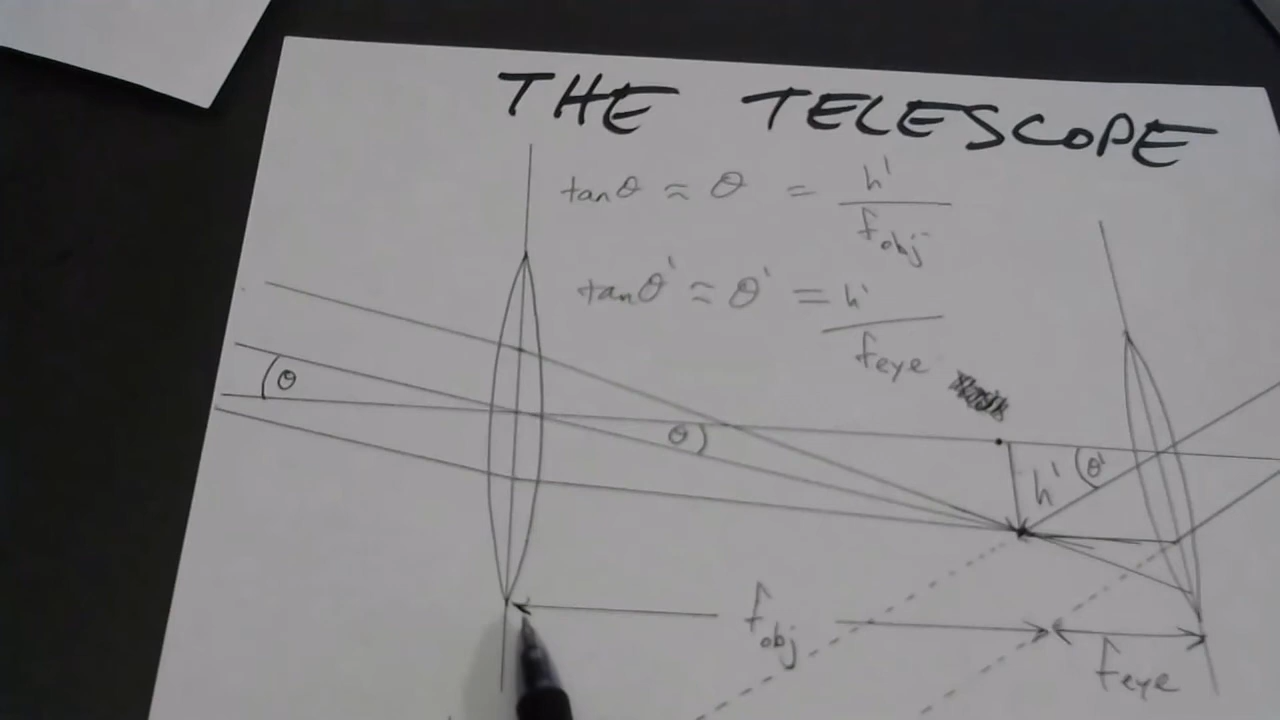 THE TELESCOPE
tanθ ≈ θ = h'/f_obj
tanθ' ≈ θ' = h'/f_eye
θ
θ
h'
θ'
f_obj
f_eye